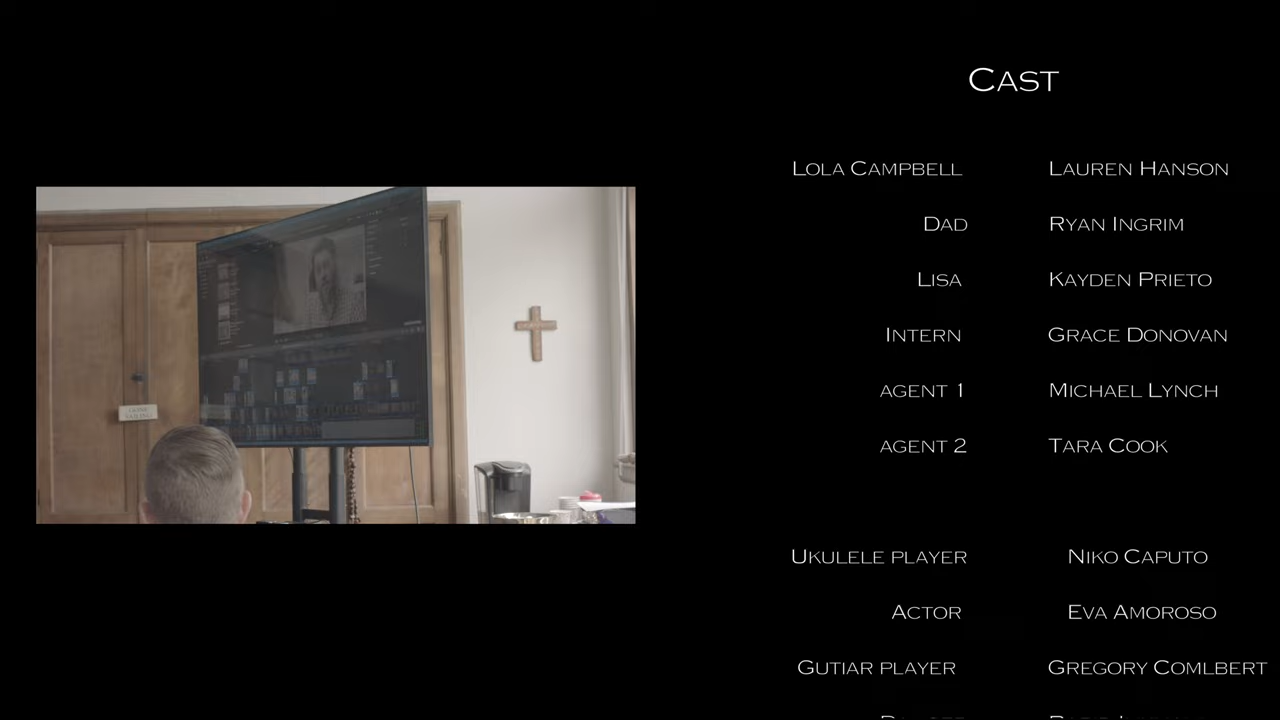 CAST
LOLA CAMPBELL LAUREN HANSON
DAD RYAN INGRIM
LISA KAYDEN PRIETO
INTERN GRACE DONOVAN
AGENT 1 MICHAEL LYNCH
AGENT 2 TARA COOK
UKULELE PLAYER NIKO CAPUTO
ACTOR EVA AMOROSO
GUTIAR PLAYER GREGORY COMLBERT